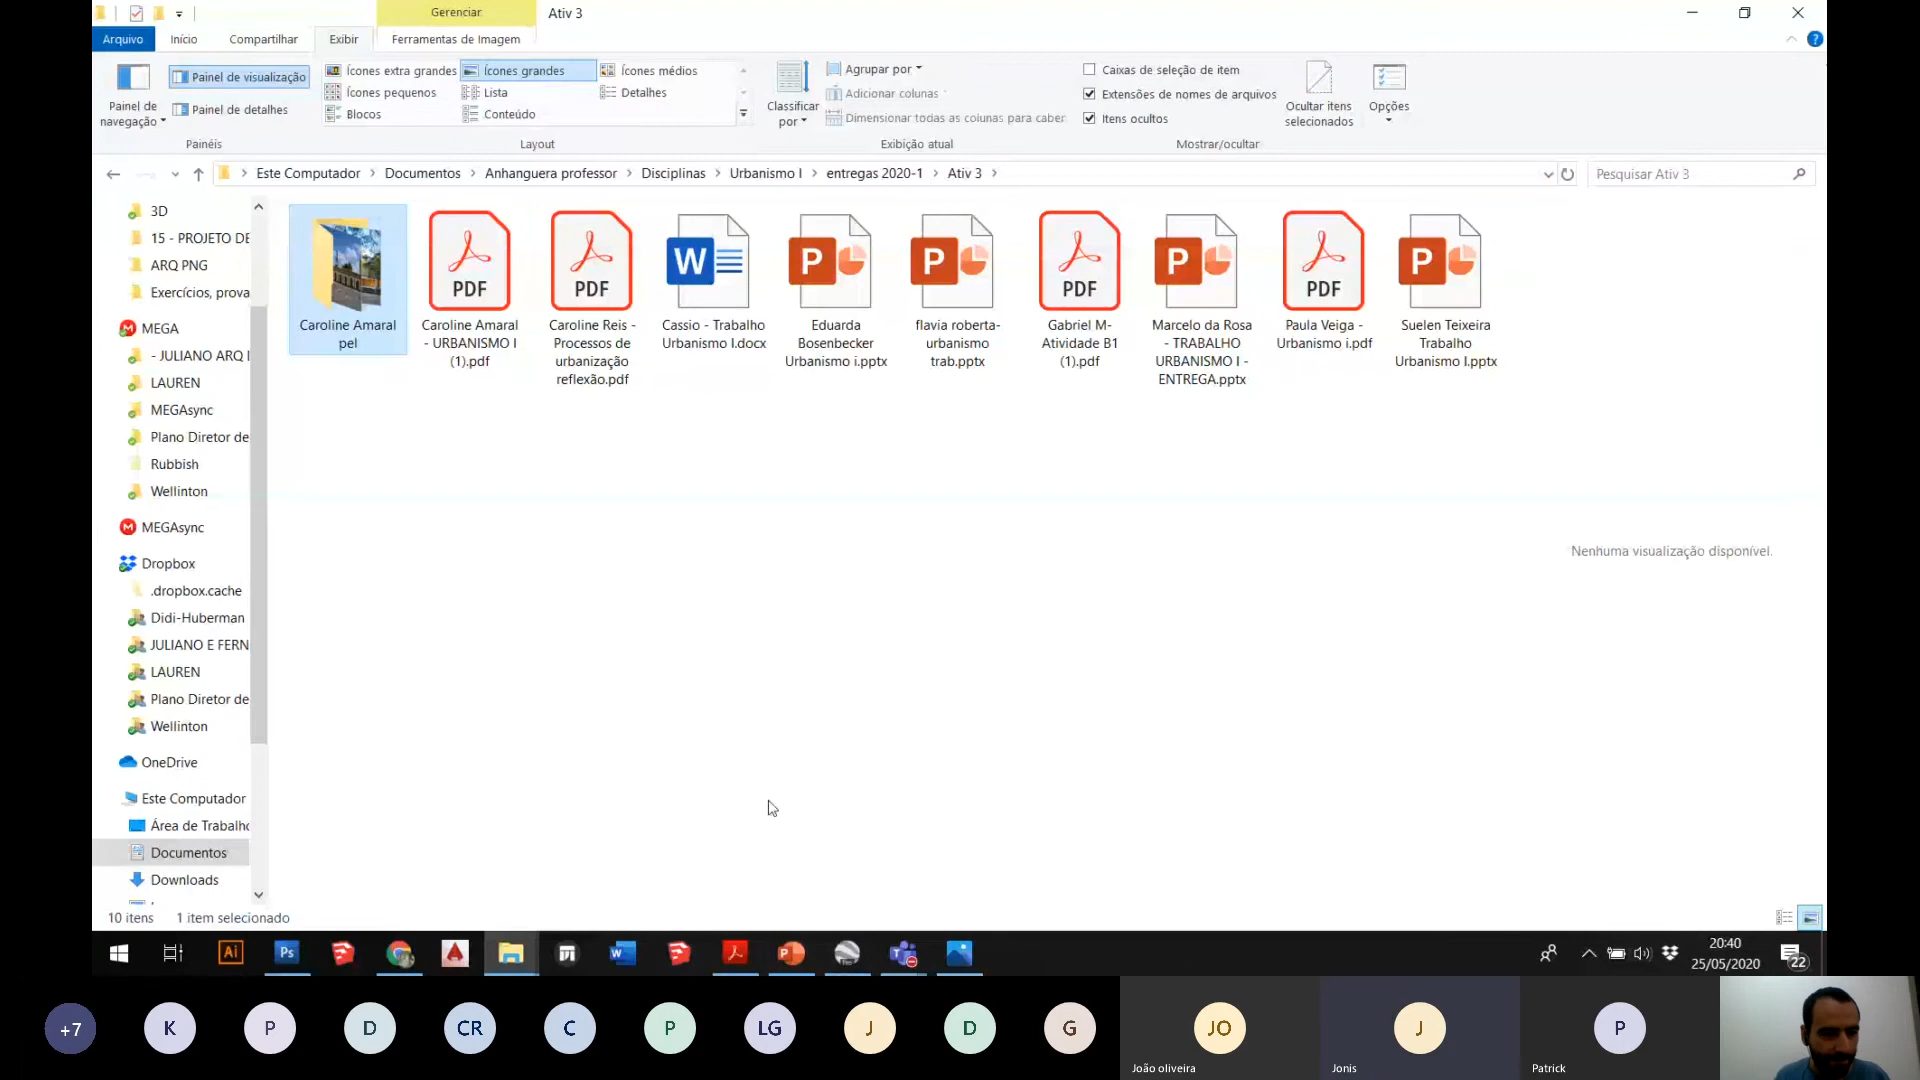 Gerenciar
Ativ 3
Arquivo
Início
Compartilhar
Exibir
Ferramentas de Imagem
?
Painel de navegação
Painel de visualização
Painel de detalhes
Painéis
Ícones extra grandes
Ícones grandes
Ícones médios
Ícones pequenos
Lista
Detalhes
Blocos
Conteúdo
Layout
Classificar por
Agrupar por
Adicionar colunas
Dimensionar todas as colunas para caber
Exibição atual
Caixas de seleção de item
Extensões de nomes de arquivos
Itens ocultos
Ocultar itens selecionados
Opções
Mostrar/ocultar
Este Computador
Documentos
Anhanguera professor
Disciplinas
Urbanismo I
entregas 2020-1
Ativ 3
Pesquisar Ativ 3
3D
15 - PROJETO DE
ARQ PNG
Exercícios, prova
MEGA
- JULIANO ARQ I
LAUREN
MEGAsync
Plano Diretor de
Rubbish
Wellinton
MEGAsync
Dropbox
.dropbox.cache
Didi-Huberman
JULIANO E FERN
LAUREN
Plano Diretor de
Wellinton
OneDrive
Este Computador
Área de Trabalho
Documentos
Downloads
PDF
PDF
W
P
P
PDF
P
PDF
P
Caroline Amaral
pel
Caroline Amaral
- URBANISMO I
(1).pdf
Caroline Reis -
Processos de
urbanização
reflexão.pdf
Cassio - Trabalho
Urbanismo I.docx
Eduarda
Bosenbecker
Urbanismo i.pptx
flavia roberta-
urbanismo
trab.pptx
Gabriel M-
Atividade B1
(1).pdf
Marcelo da Rosa
- TRABALHO
URBANISMO I -
ENTREGA.pptx
Paula Veiga -
Urbanismo i.pdf
Suelen Teixeira
Trabalho
Urbanismo I.pptx
Nenhuma visualização disponível.
10 itens
1 item selecionado
Ai
Ps
20:40
25/05/2020
22
+7
K
P
D
CR
C
P
LG
J
D
G
JO
João oliveira
J
Jonis
P
Patrick